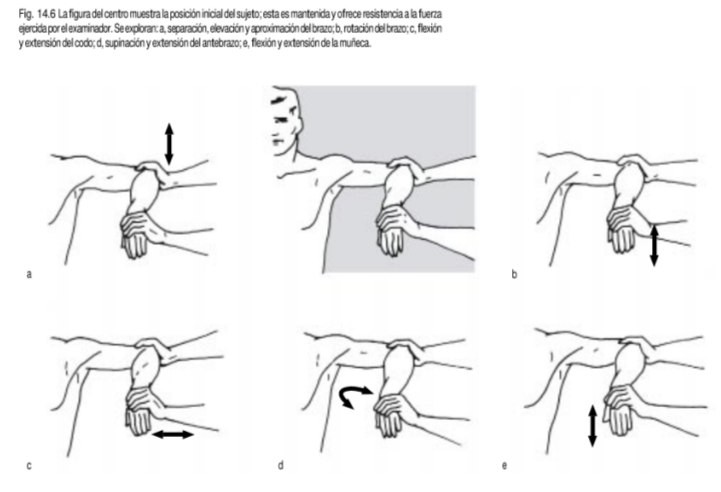 Fig. 14.6 La figura del centro muestra la posición inicial del sujeto; esta es mantenida y ofrece resistencia a la fuerza
ejercida por el examinador. Se exploran: a, separación, elevación y aproximación del brazo; b, rotación del brazo; c, flexión
y extensión del codo; d, supinación y extensión del antebrazo; e, flexión y extensión de la muñeca.
a
b
c
d
e